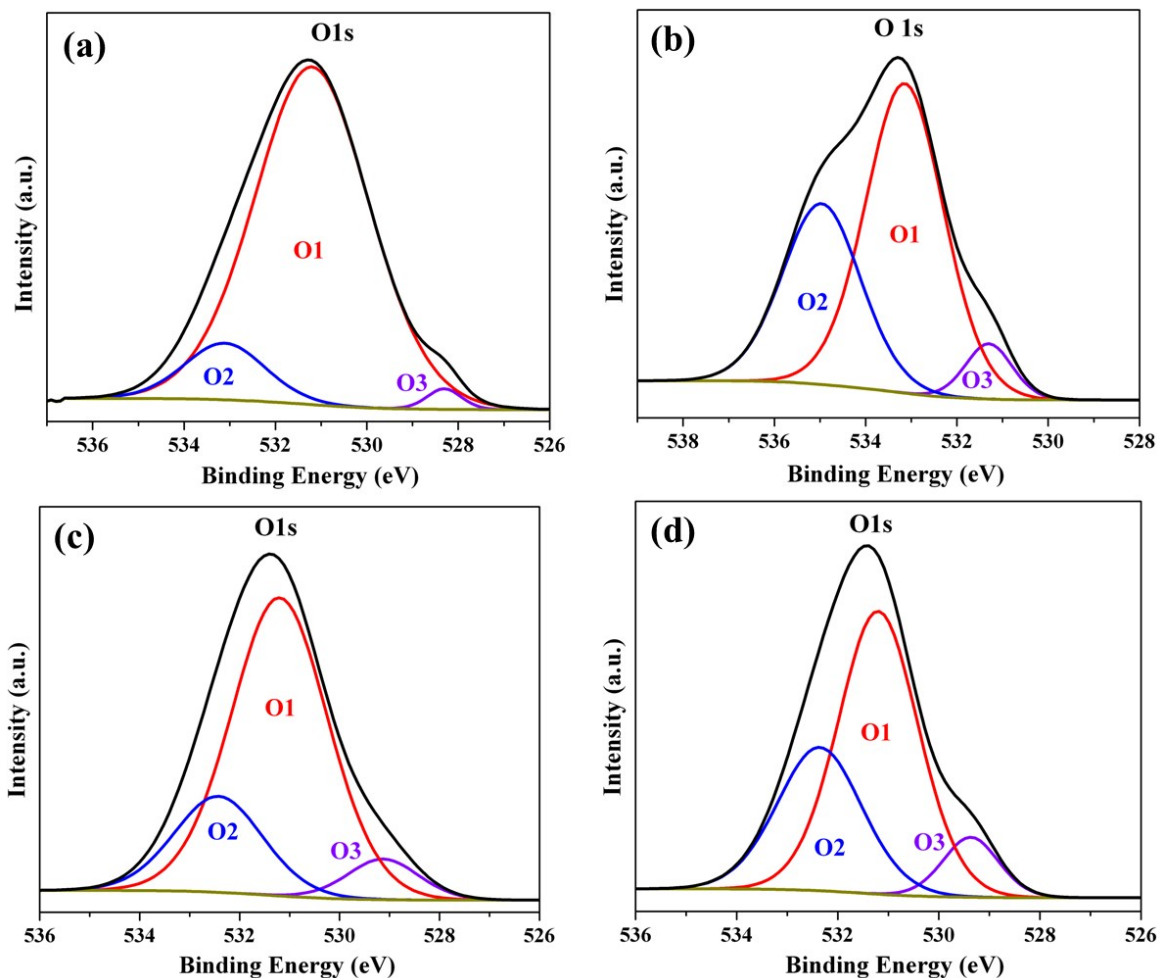 (a)
O1s
Intensity (a.u.)
O1
O2
O3
536 534 532 530 528 526
Binding Energy (eV)
(b)
O 1s
Intensity (a.u.)
O1
O2
O3
538 536 534 532 530 528
Binding Energy (eV)
(c)
O1s
Intensity (a.u.)
O1
O2
O3
536 534 532 530 528 526
Binding Energy (eV)
(d)
O1s
Intensity (a.u.)
O1
O2
O3
536 534 532 530 528 526
Binding Energy (eV)